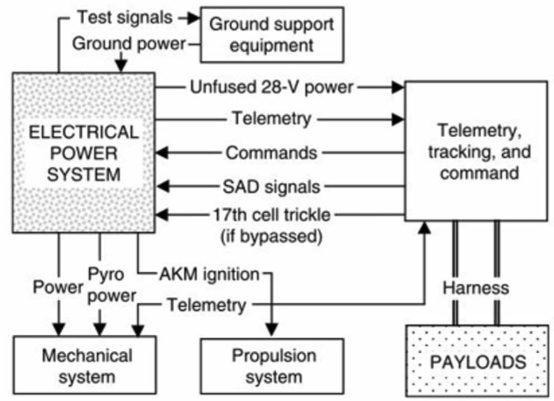 Test signals
Ground power
Ground support
equipment
ELECTRICAL
POWER
SYSTEM
Unfused 28-V power
Telemetry
Commands
SAD signals
17th cell trickle
(if bypassed)
Telemetry,
tracking, and
command
Power
Pyro
power
AKM ignition
Telemetry
Harness
Mechanical
system
Propulsion
system
PAYLOADS